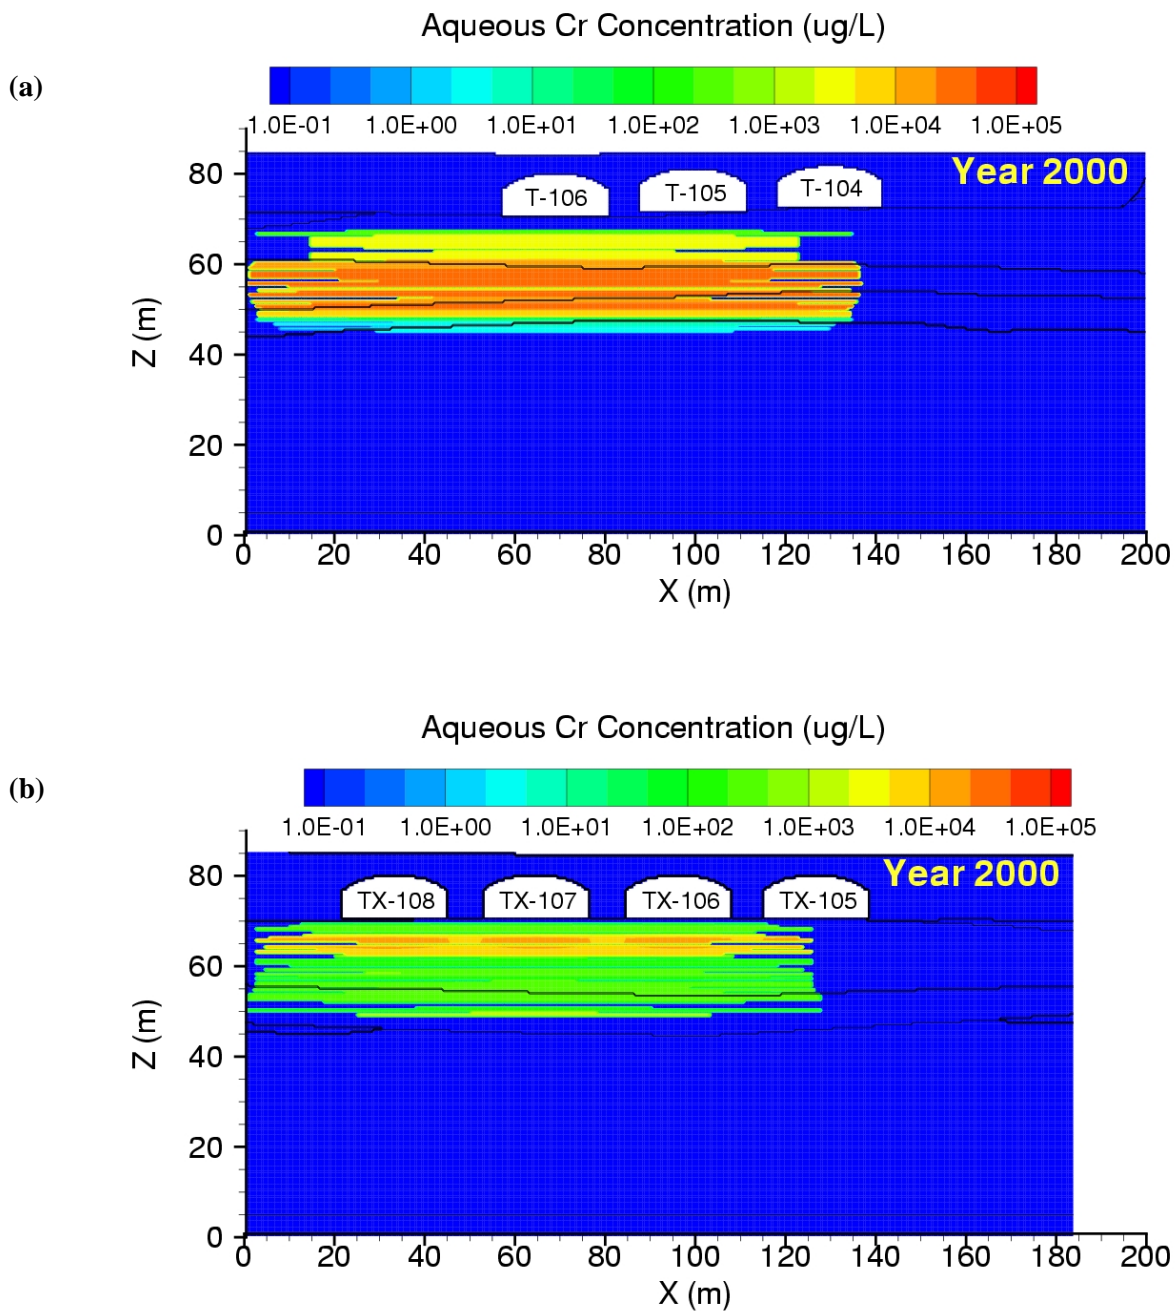 Aqueous Cr Concentration (ug/L)
(a)
1.0E-01 1.0E+00 1.0E+01 1.0E+02 1.0E+03 1.0E+04 1.0E+05
Year 2000
80
T-106 T-105 T-104
60
40
Z (m)
20
0
0 20 40 60 80 100 120 140 160 180 200
X (m)
Aqueous Cr Concentration (ug/L)
(b)
1.0E-01 1.0E+00 1.0E+01 1.0E+02 1.0E+03 1.0E+04 1.0E+05
Year 2000
80
TX-108 TX-107 TX-106 TX-105
60
40
Z (m)
20
0
0 20 40 60 80 100 120 140 160 180 200
X (m)